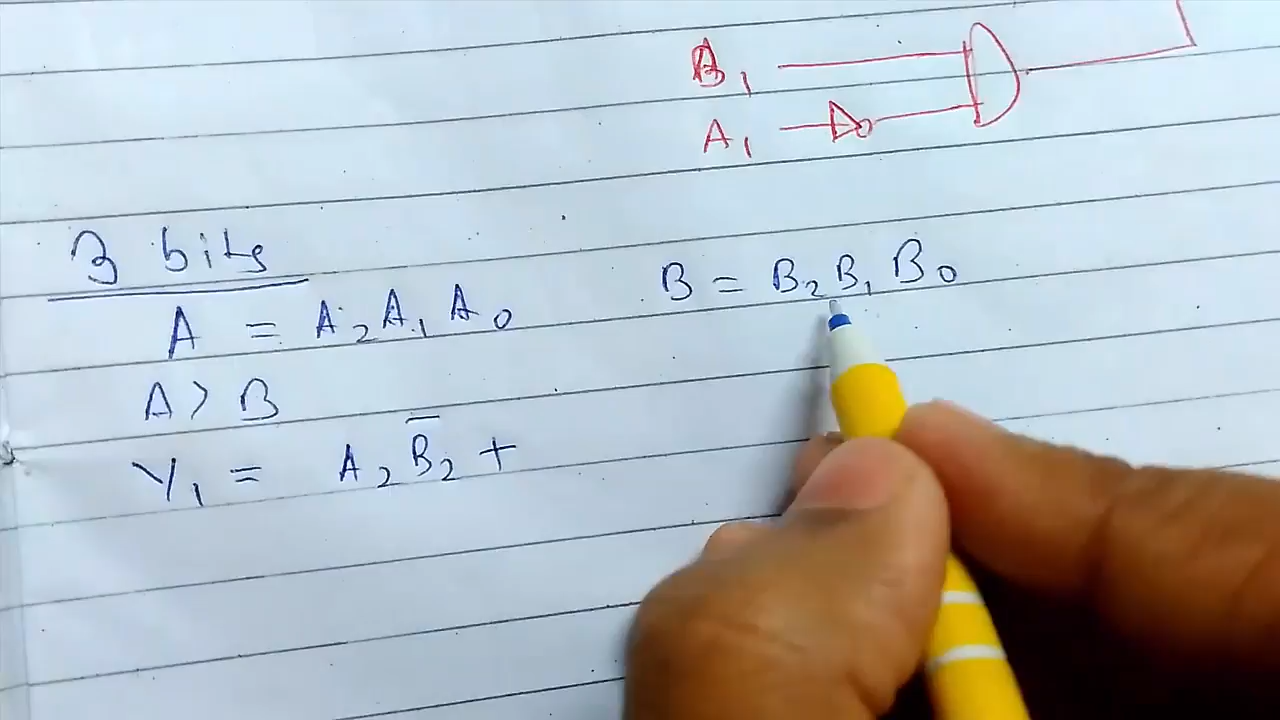 B₁
A₁
3 bits
A = A₂A₁A₀
B = B₂B₁B₀
A > B
Y₁ = A₂B̅₂ +